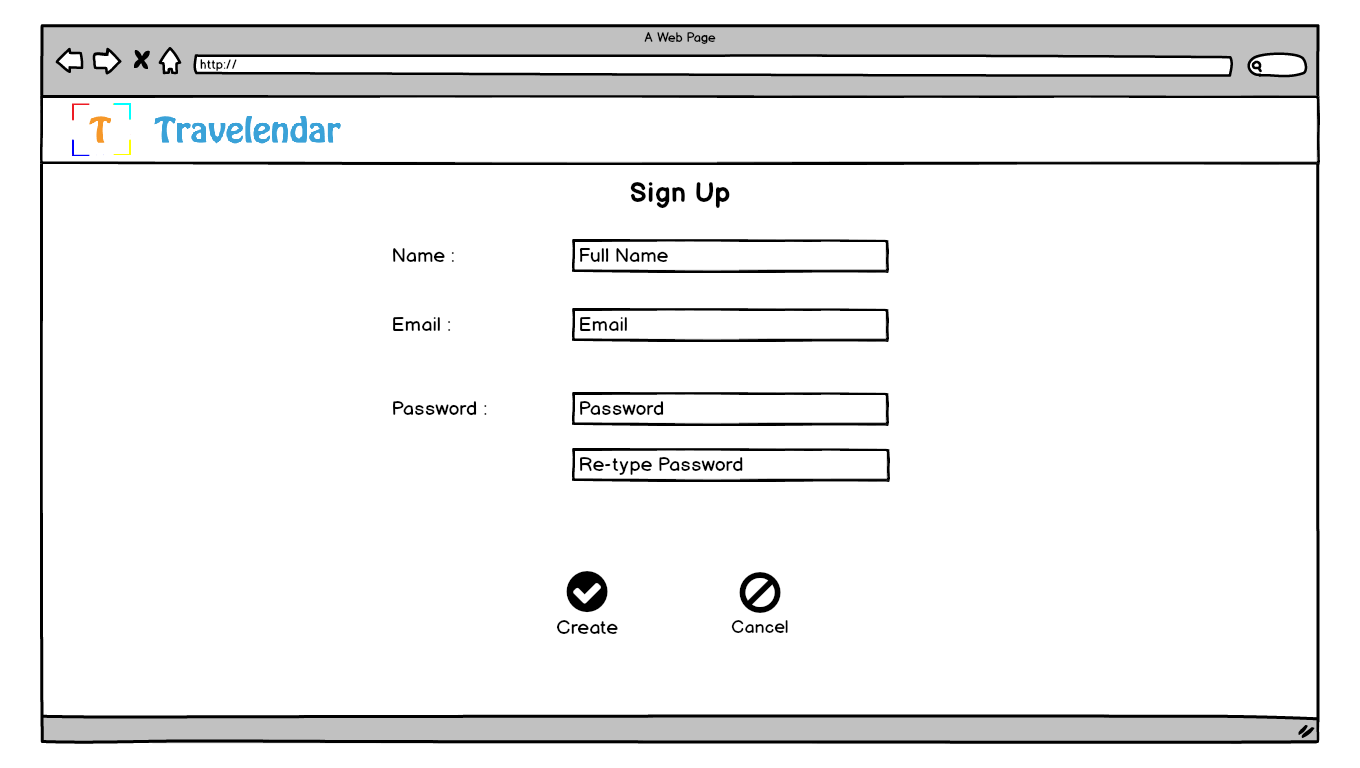 A Web Page
http://
T Travelendar
Sign Up
Name : Full Name
Email : Email
Password : Password
Re-type Password
Create Cancel